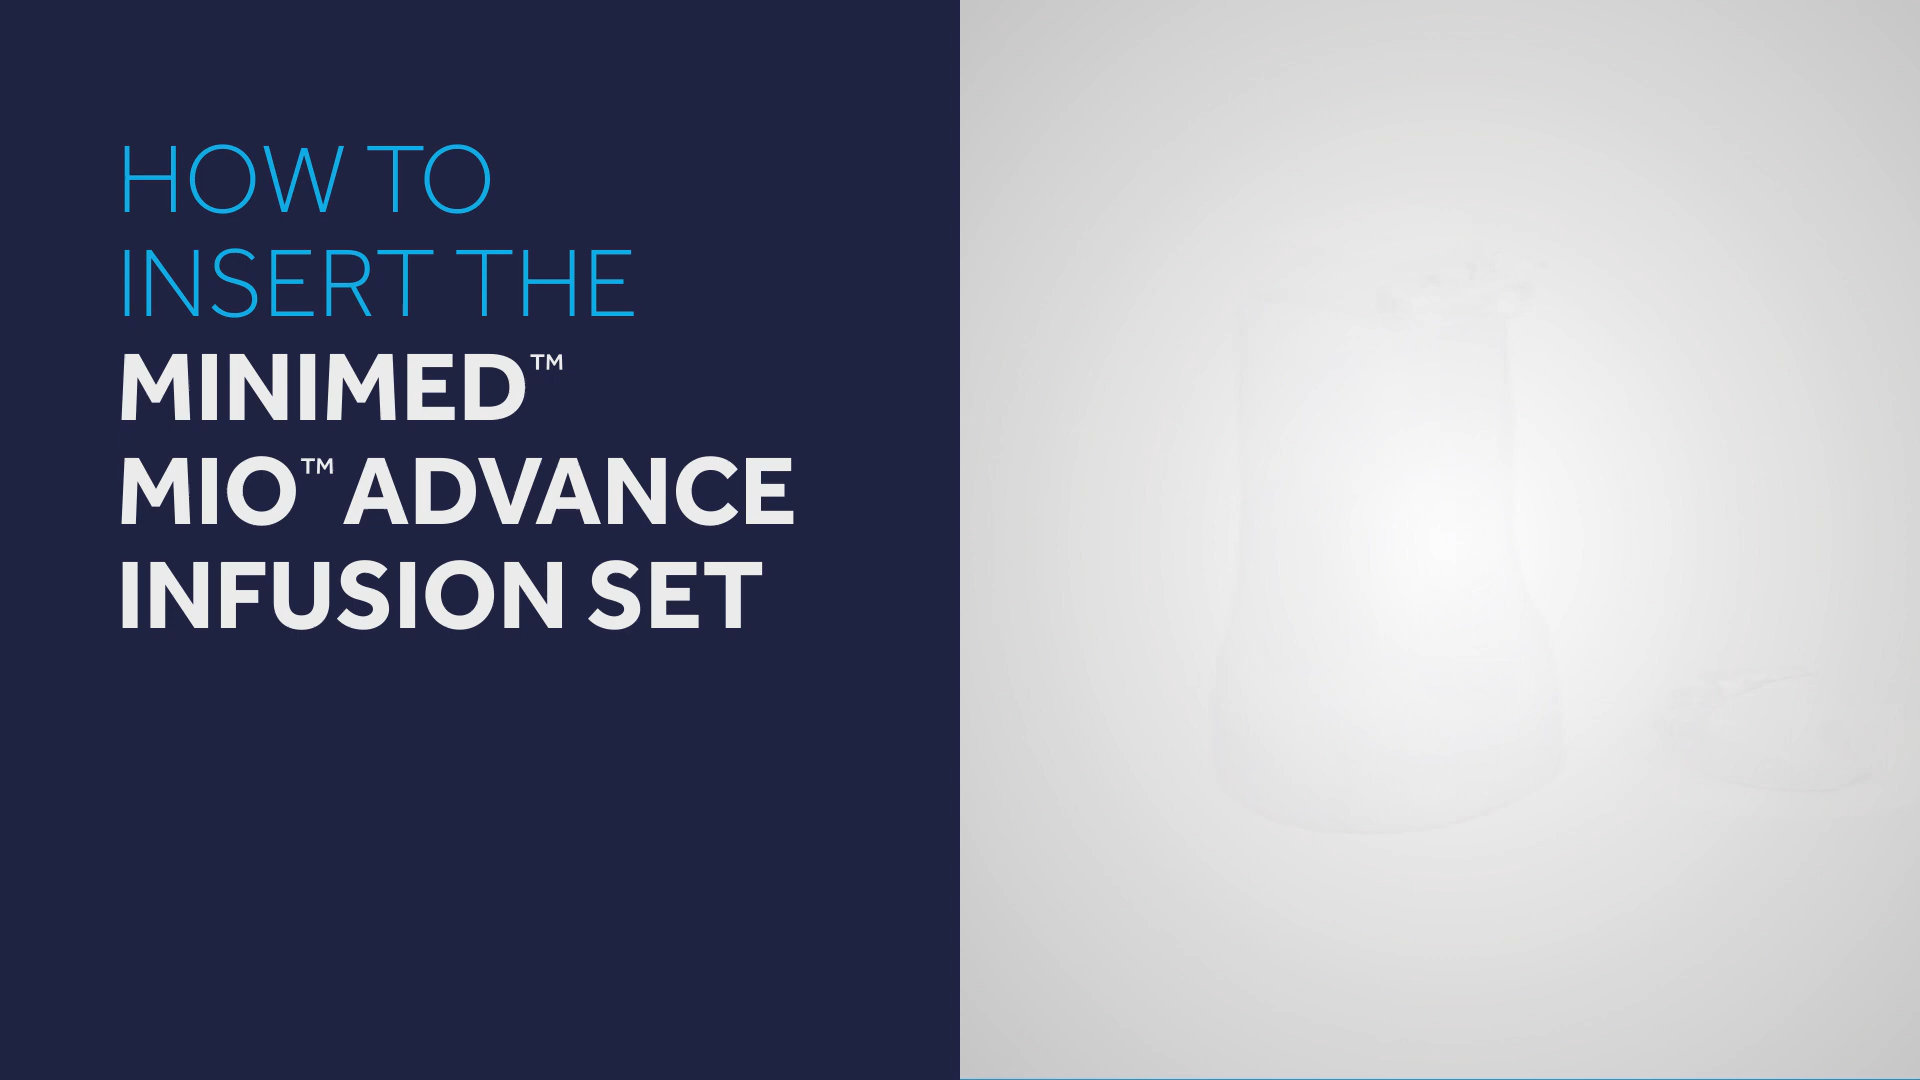 HOW TO
INSERT THE
MINIMED™
MIO™ ADVANCE
INFUSION SET